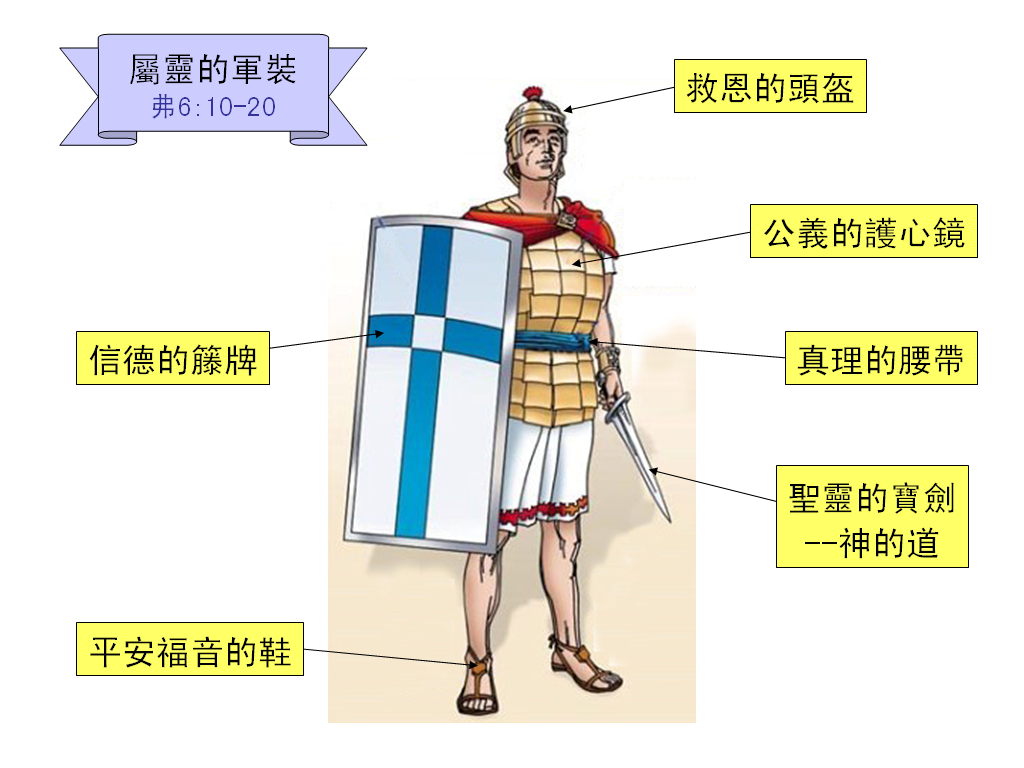 屬靈的軍裝
弗6:10-20
救恩的頭盔
公義的護心鏡
信德的籐牌
真理的腰帶
聖靈的寶劍
--神的道
平安福音的鞋